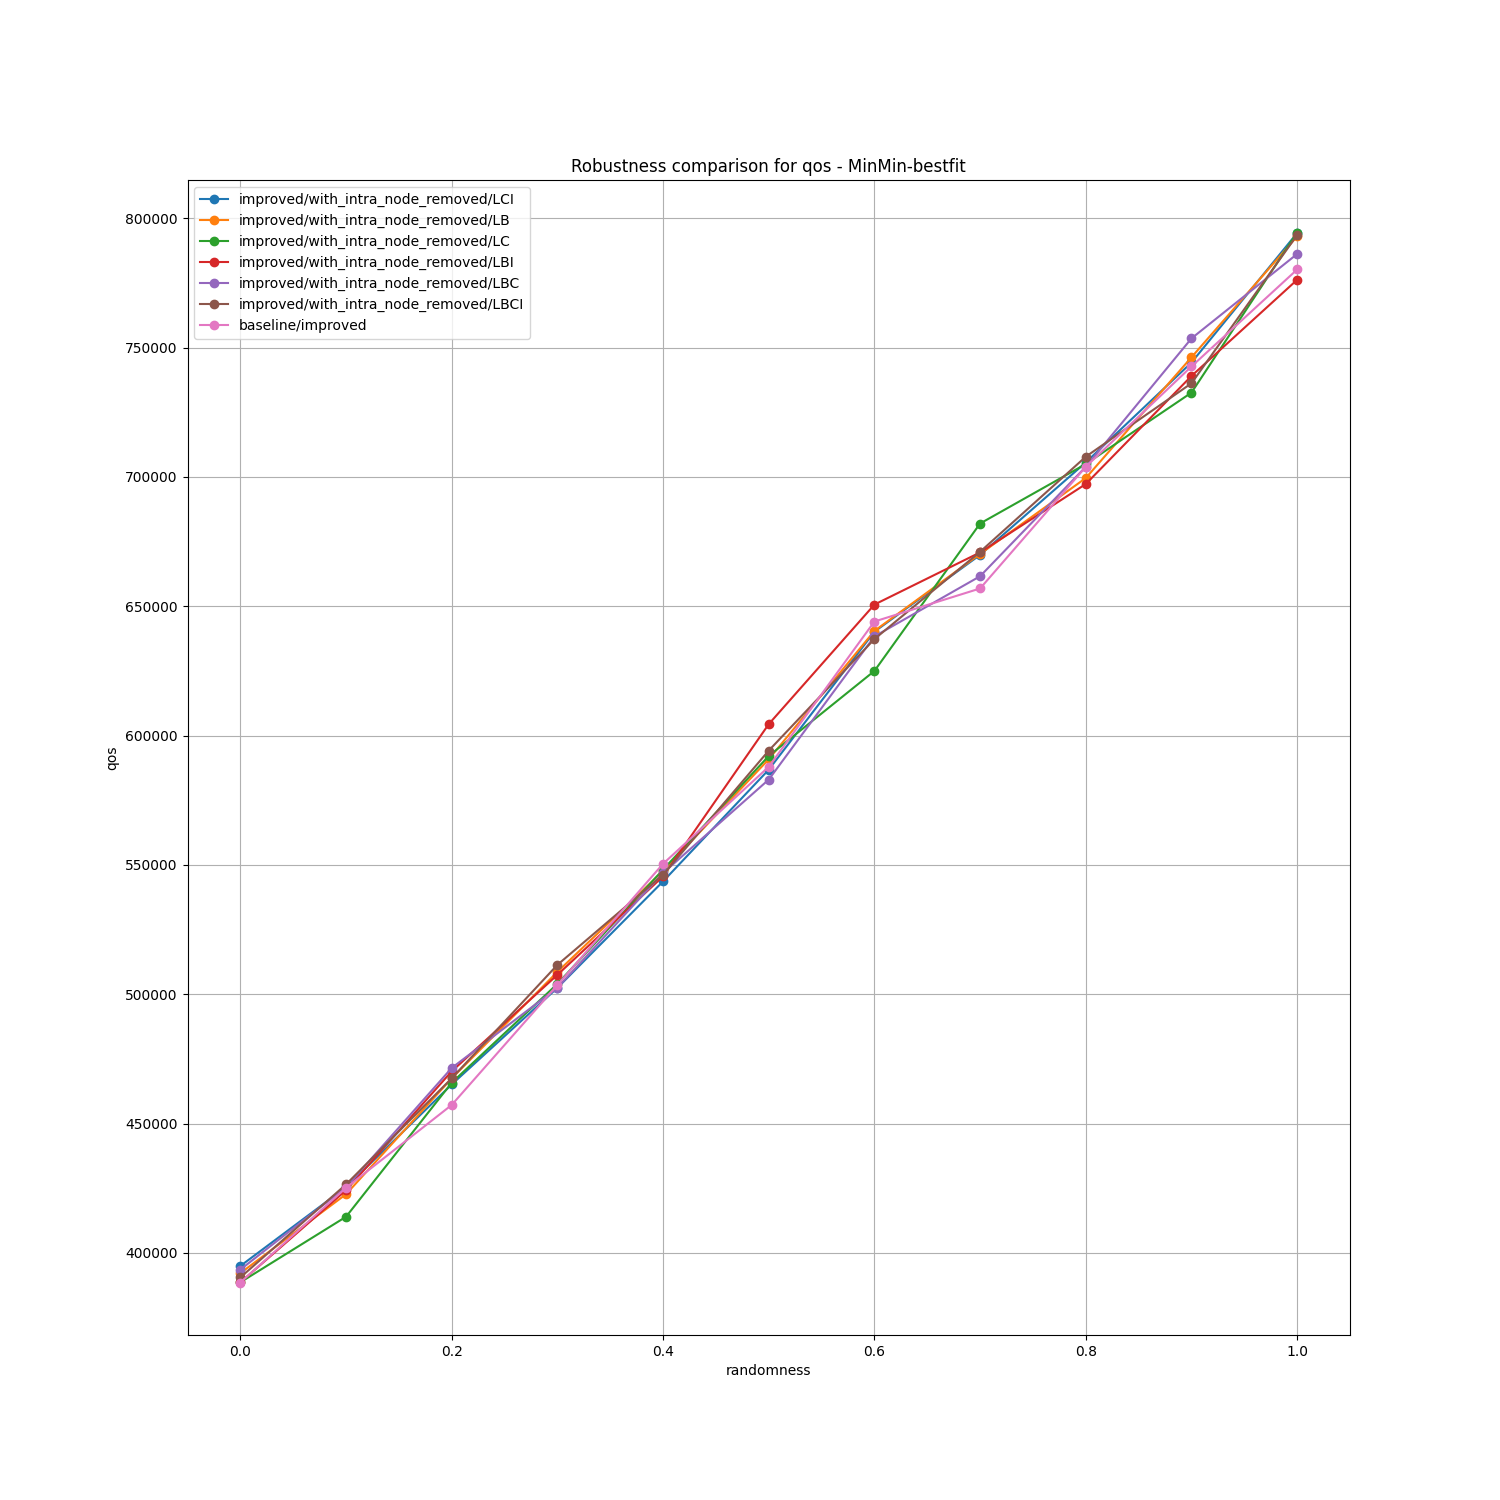 Robustness comparison for qos - MinMin-bestfit
improved/with_intra_node_removed/LCI
improved/with_intra_node_removed/LB
improved/with_intra_node_removed/LC
improved/with_intra_node_removed/LBI
improved/with_intra_node_removed/LBC
improved/with_intra_node_removed/LBCI
baseline/improved
800000
750000
700000
650000
600000
550000
500000
450000
400000
qos
0.0 0.2 0.4 0.6 0.8 1.0
randomness